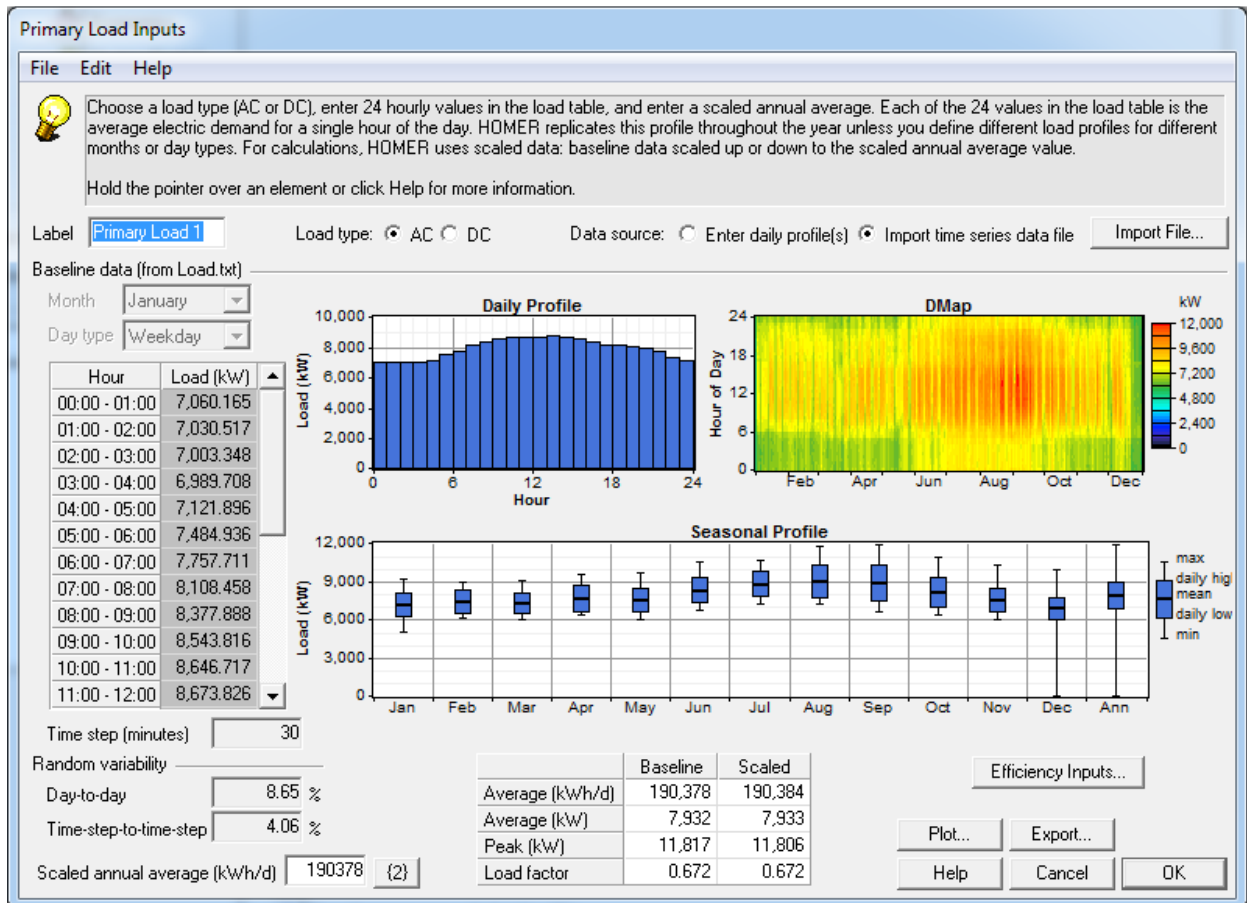 Primary Load Inputs
File Edit Help
Choose a load type (AC or DC), enter 24 hourly values in the load table, and enter a scaled annual average. Each of the 24 values in the load table is the
average electric demand for a single hour of the day. HOMER replicates this profile throughout the year unless you define different load profiles for different
months or day types. For calculations, HOMER uses scaled data: baseline data scaled up or down to the scaled annual average value.
Hold the pointer over an element or click Help for more information.
Label Primary Load 1 Load type: AC DC Data source: Enter daily profile(s) Import time series data file Import File...
Baseline data (from Load.txt)
Month January
Day type Weekday
Hour Load (kW)
00:00 - 01:00 7,060.165
01:00 - 02:00 7,030.517
02:00 - 03:00 7,003.348
03:00 - 04:00 6,989.708
04:00 - 05:00 7,121.896
05:00 - 06:00 7,484.936
06:00 - 07:00 7,757.711
07:00 - 08:00 8,108.458
08:00 - 09:00 8,377.888
09:00 - 10:00 8,543.816
10:00 - 11:00 8,646.717
11:00 - 12:00 8,673.826
Daily Profile
10,000
8,000
6,000
4,000
2,000
0
Load (kW)
0 6 12 18 24
Hour
DMap
24
18
12
6
0
Hour of Day
Feb Apr Jun Aug Oct Dec
kW
12,000
9,600
7,200
4,800
2,400
0
Seasonal Profile
12,000
9,000
6,000
3,000
0
Load (kW)
Jan Feb Mar Apr May Jun Jul Aug Sep Oct Nov Dec Ann
max
daily hig
mean
daily low
min
Time step (minutes) 30
Random variability
Day-to-day 8.65 %
Time-step-to-time-step 4.06 %
Scaled annual average (kWh/d) 190378 {2}
Baseline Scaled
Average (kWh/d) 190,378 190,384
Average (kW) 7,932 7,933
Peak (kW) 11,817 11,806
Load factor 0.672 0.672
Efficiency Inputs...
Plot... Export...
Help Cancel OK